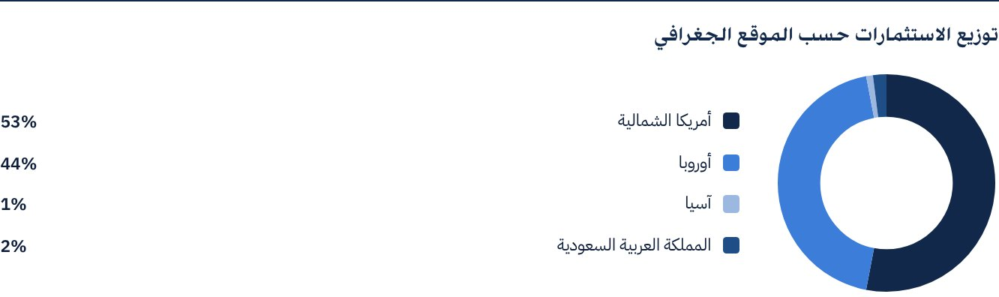 توزيع الاستثمارات حسب الموقع الجغرافي
أمريكا الشمالية 53%
أوروبا 44%
آسيا 1%
المملكة العربية السعودية 2%